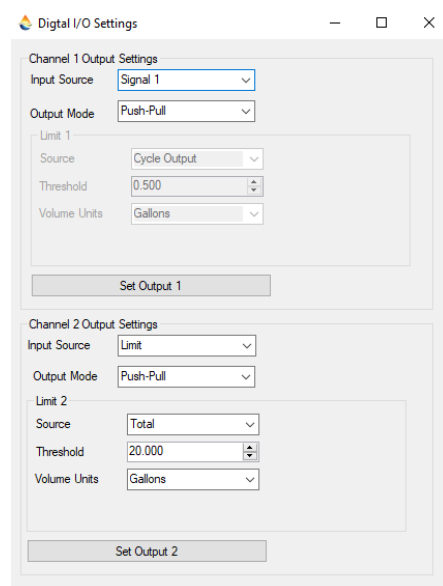 Digtal I/O Settings
Channel 1 Output Settings
Input Source Signal 1
Output Mode Push-Pull
Limit 1
Source Cycle Output
Threshold 0.500
Volume Units Gallons
Set Output 1
Channel 2 Output Settings
Input Source Limit
Output Mode Push-Pull
Limit 2
Source Total
Threshold 20.000
Volume Units Gallons
Set Output 2